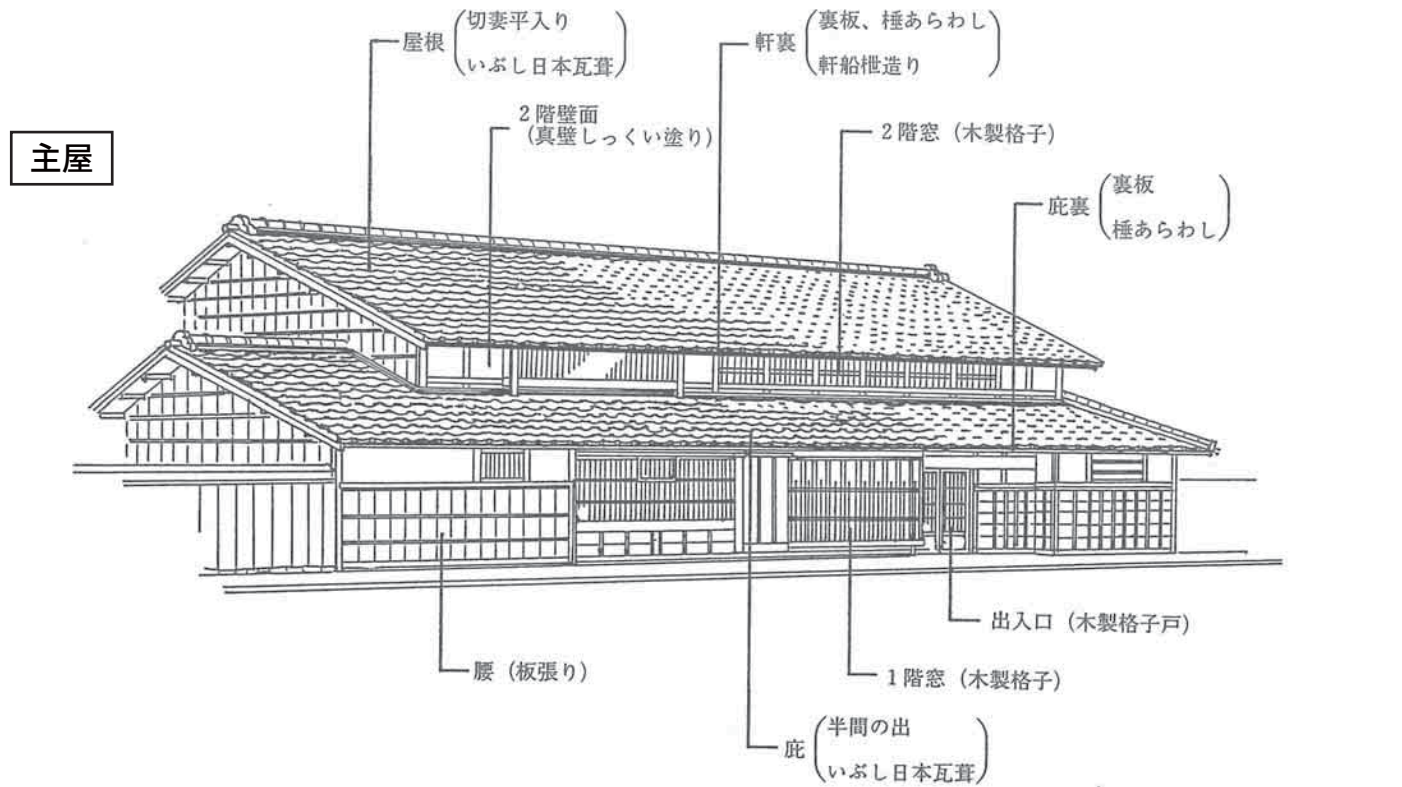 屋根
切妻平入り
いぶし日本瓦葺
軒裏
裏板、棰あらわし
軒船枻造り
2階壁面
(真壁しっくい塗り)
2階窓(木製格子)
主屋
庇裏
裏板
棰あらわし
出入口(木製格子戸)
腰(板張り)
1階窓(木製格子)
庇
半間の出
いぶし日本瓦葺